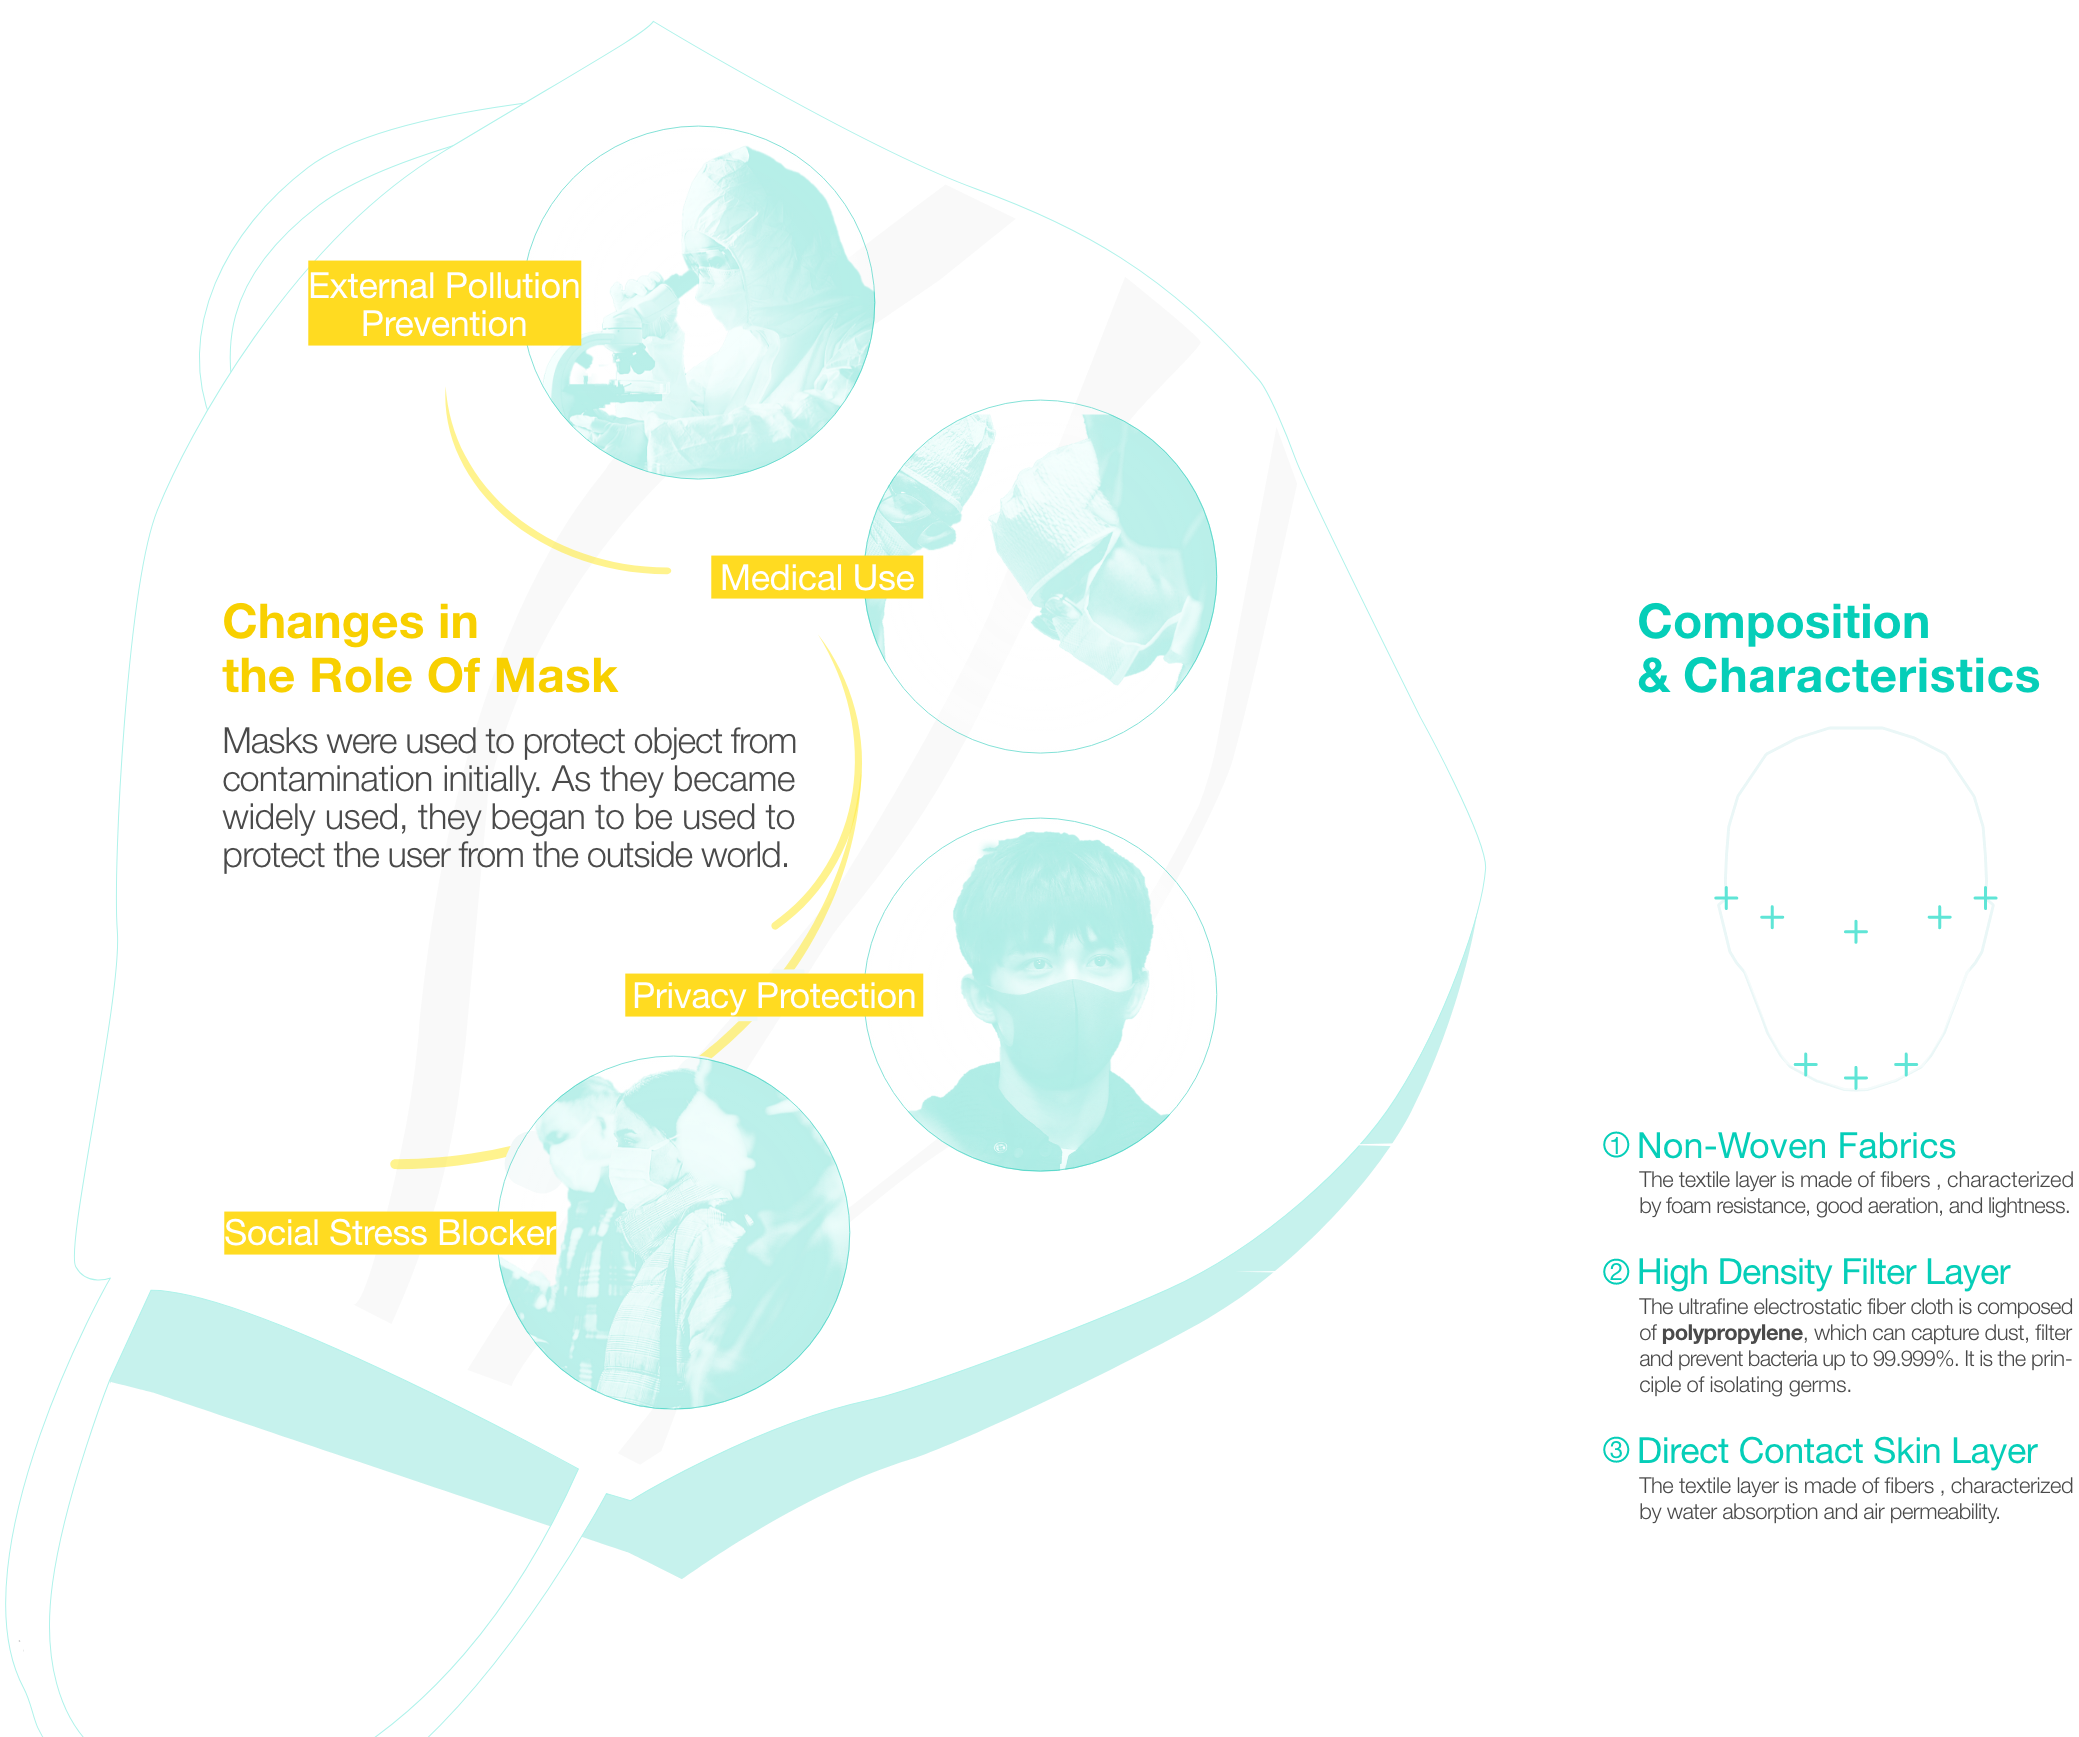 External Pollution
Prevention
Medical Use
Changes in
the Role Of Mask
Masks were used to protect object from
contamination initially. As they became
widely used, they began to be used to
protect the user from the outside world.
Privacy Protection
Social Stress Blocker
Composition
& Characteristics
① Non-Woven Fabrics
The textile layer is made of fibers , characterized
by foam resistance, good aeration, and lightness.
② High Density Filter Layer
The ultrafine electrostatic fiber cloth is composed
of polypropylene, which can capture dust, filter
and prevent bacteria up to 99.999%. It is the prin-
ciple of isolating germs.
③ Direct Contact Skin Layer
The textile layer is made of fibers , characterized
by water absorption and air permeability.